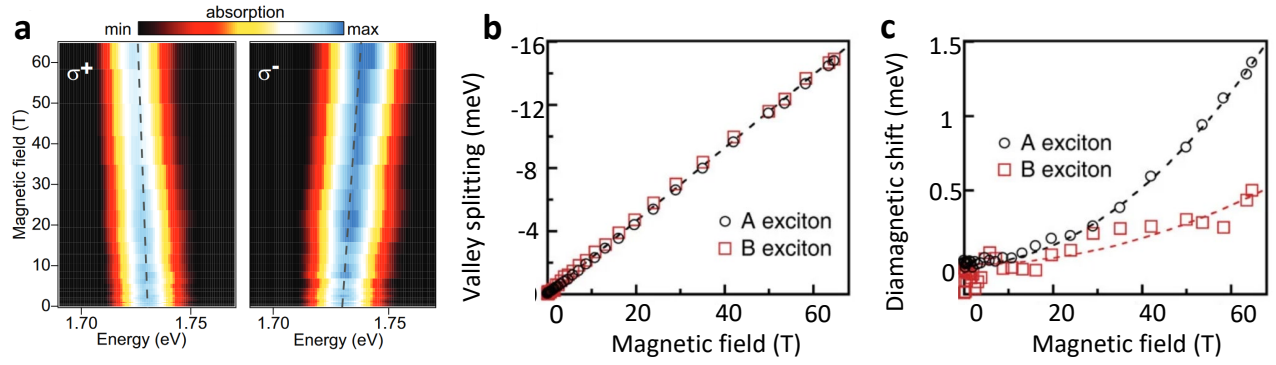 a
absorption
min
max
σ+
σ-
60
50
40
30
20
10
0
Magnetic field (T)
1.70
1.75
Energy (eV)
1.70
1.75
Energy (eV)
b
-16
-12
-8
-4
0
Valley splitting (meV)
A exciton
B exciton
0
20
40
60
Magnetic field (T)
c
1.5
1
0.5
0
Diamagnetic shift (meV)
A exciton
B exciton
0
20
40
60
Magnetic field (T)